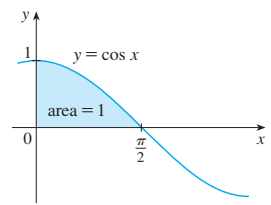 y
1
y = cos x
area = 1
0
π/2
x